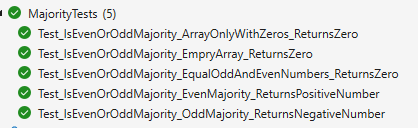 MajorityTests (5)
Test_IsEvenOrOddMajority_ArrayOnlyWithZeros_ReturnsZero
Test_IsEvenOrOddMajority_EmpryArray_ReturnsZero
Test_IsEvenOrOddMajority_EqualOddAndEvenNumbers_ReturnsZero
Test_IsEvenOrOddMajority_EvenMajority_ReturnsPositiveNumber
Test_IsEvenOrOddMajority_OddMajority_ReturnsNegativeNumber